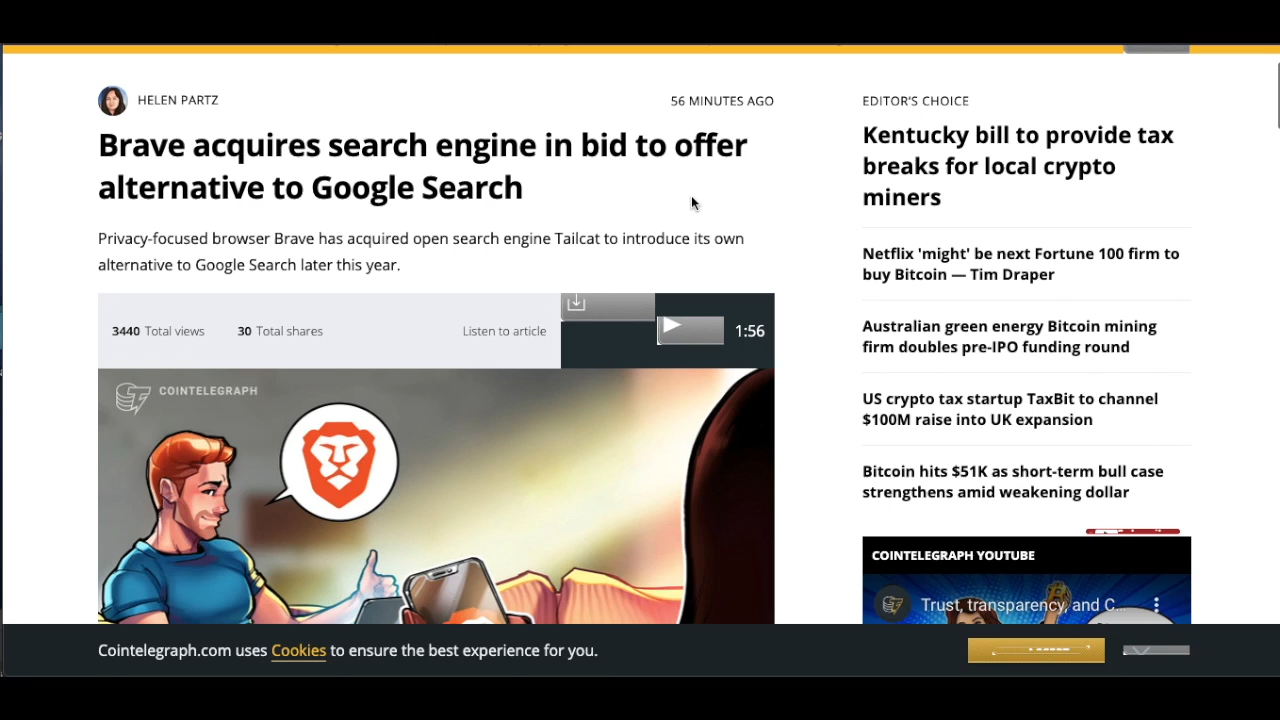 HELEN PARTZ
56 MINUTES AGO
Brave acquires search engine in bid to offer
alternative to Google Search
Privacy-focused browser Brave has acquired open search engine Tailcat to introduce its own
alternative to Google Search later this year.
3440 Total views
30 Total shares
Listen to article
1:56
COINTELEGRAPH
EDITOR'S CHOICE
Kentucky bill to provide tax
breaks for local crypto
miners
Netflix 'might' be next Fortune 100 firm to
buy Bitcoin — Tim Draper
Australian green energy Bitcoin mining
firm doubles pre-IPO funding round
US crypto tax startup TaxBit to channel
$100M raise into UK expansion
Bitcoin hits $51K as short-term bull case
strengthens amid weakening dollar
COINTELEGRAPH YOUTUBE
Trust, transparency, and C...
Cointelegraph.com uses Cookies to ensure the best experience for you.